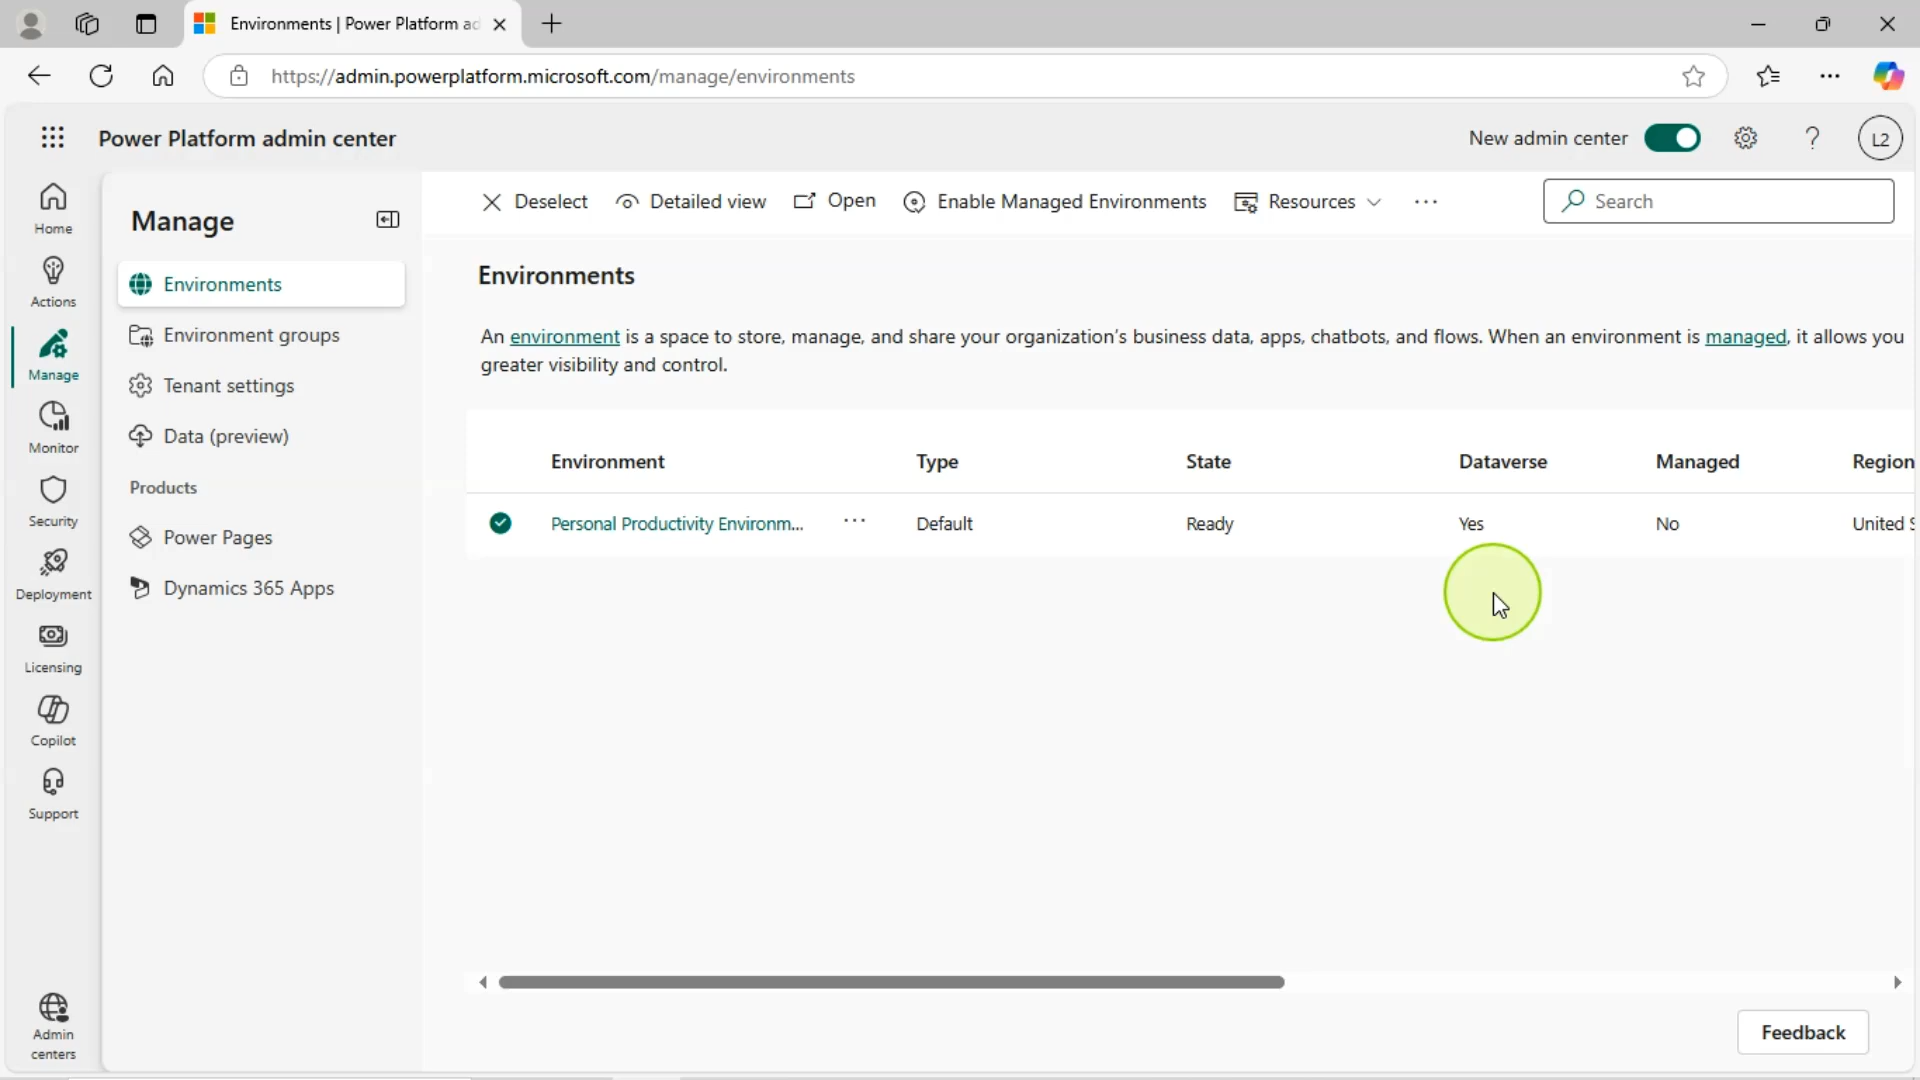 Environments | Power Platform ad
https://admin.powerplatform.microsoft.com/manage/environments
Power Platform admin center
New admin center
L2
Home
Actions
Manage
Monitor
Security
Deployment
Licensing
Copilot
Support
Admin
centers
Manage
Environments
Environment groups
Tenant settings
Data (preview)
Products
Power Pages
Dynamics 365 Apps
Deselect
Detailed view
Open
Enable Managed Environments
Resources
Search
Environments
An environment is a space to store, manage, and share your organization's business data, apps, chatbots, and flows. When an environment is managed, it allows you
greater visibility and control.
Environment Type State Dataverse Managed Region
Personal Productivity Environm... Default Ready Yes No United S
Feedback